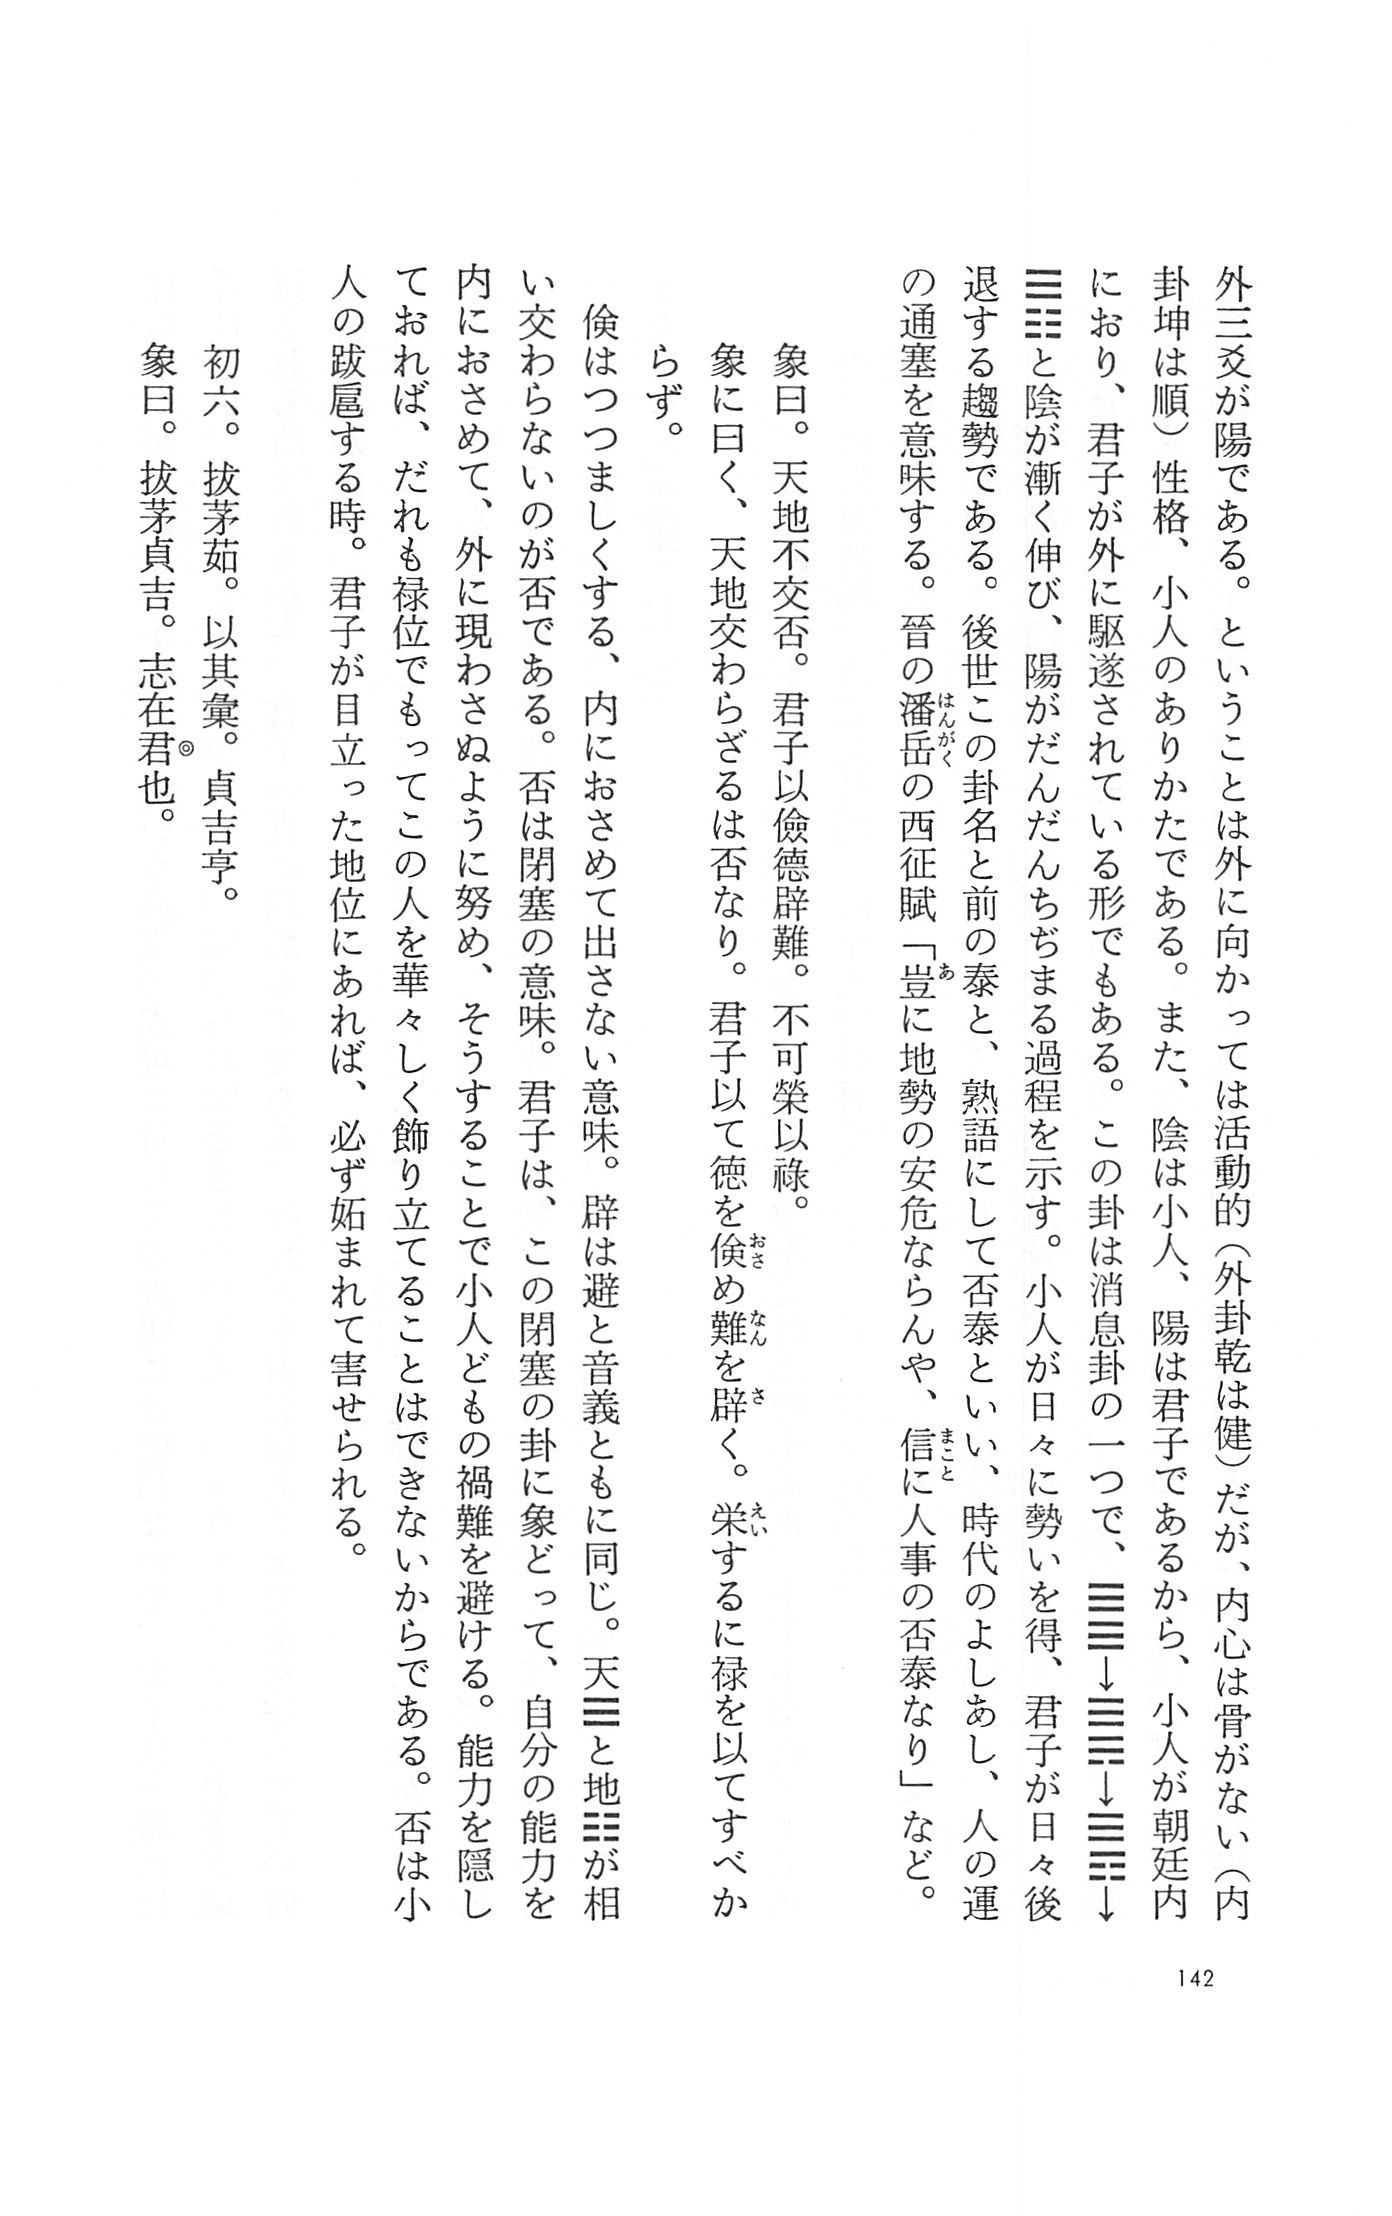 外三爻が陽である。ということは外に向かっては活動的（外卦乾は健）だが、内心は骨がない（内
卦坤は順）性格、小人のありかたである。また、陰は小人、陽は君子であるから、小人が朝廷内
におり、君子が外に駆逐されている形でもある。この卦は消息卦の一つで、䷀→䷫→䷠→
䷋と陰が漸く伸び、陽がだんだんちぢまる過程を示す。小人が日々に勢いを得、君子が日々後
退する趨勢である。後世この卦名と前の泰と、熟語にして否泰といい、時代のよしあし、人の運
の通塞を意味する。晉の潘岳の西征賦「豈に地勢の安危ならんや、信に人事の否泰なり」など。
象曰。天地不交否。君子以儉德辟難。不可榮以祿。
象に曰く、天地交わらざるは否なり。君子以て徳を倹め難を辟く。栄するに禄を以てすべか
らず。
倹はつつましくする、内におさめて出さない意味。辟は避と音義ともに同じ。天☰と地☷が相
い交わらないのが否である。否は閉塞の意味。君子は、この閉塞の卦に象どって、自分の能力を
内におさめて、外に現わさぬように努め、そうすることで小人どもの禍難を避ける。能力を隠し
ておれば、だれも禄位でもってこの人を華々しく飾り立てることはできないからである。否は小
人の跋扈する時。君子が目立った地位にあれば、必ず妬まれて害せられる。
初六。拔茅茹。以其彙。貞吉亨。
象曰。拔茅貞吉。志在君◎也。
142